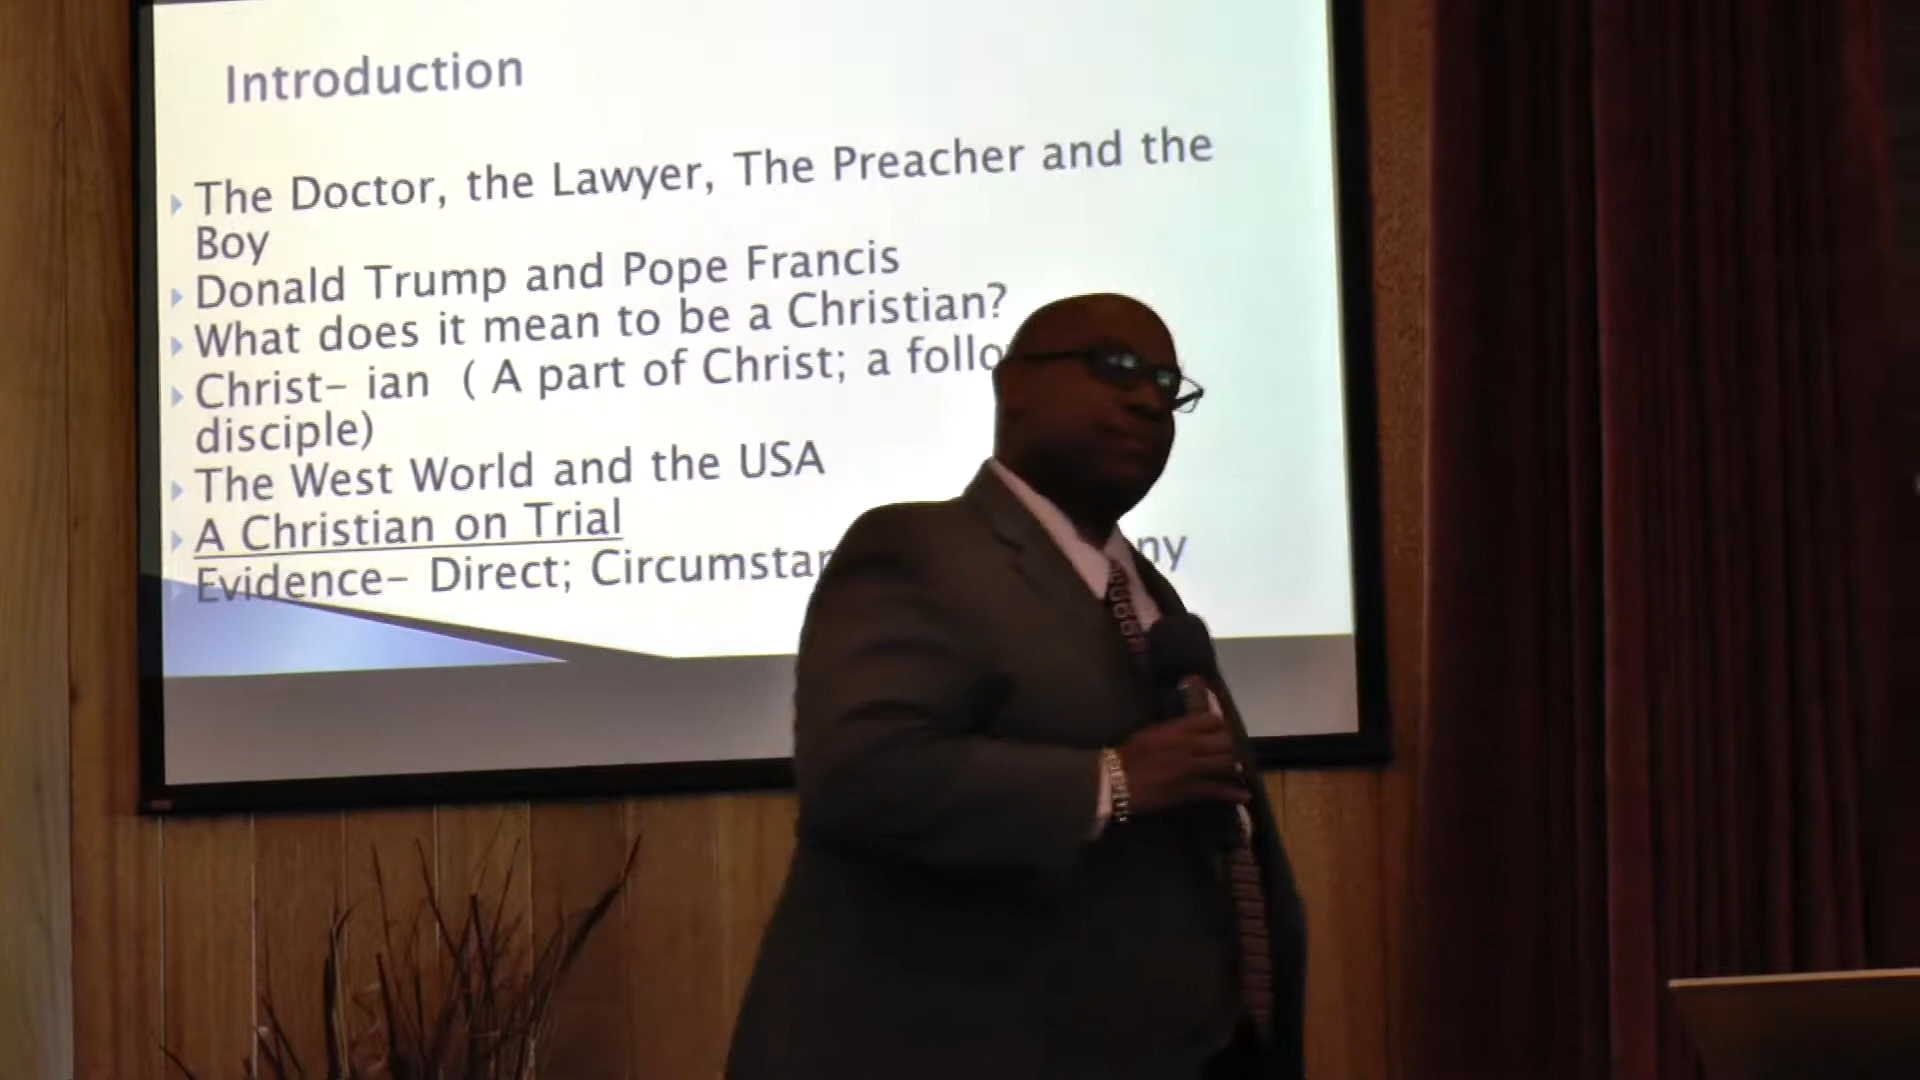 Introduction
The Doctor, the Lawyer, The Preacher and the
Boy
Donald Trump and Pope Francis
What does it mean to be a Christian?
Christ- ian ( A part of Christ; a
disciple)
The West World and the USA
A Christian on Trial
Evidence- Direct;